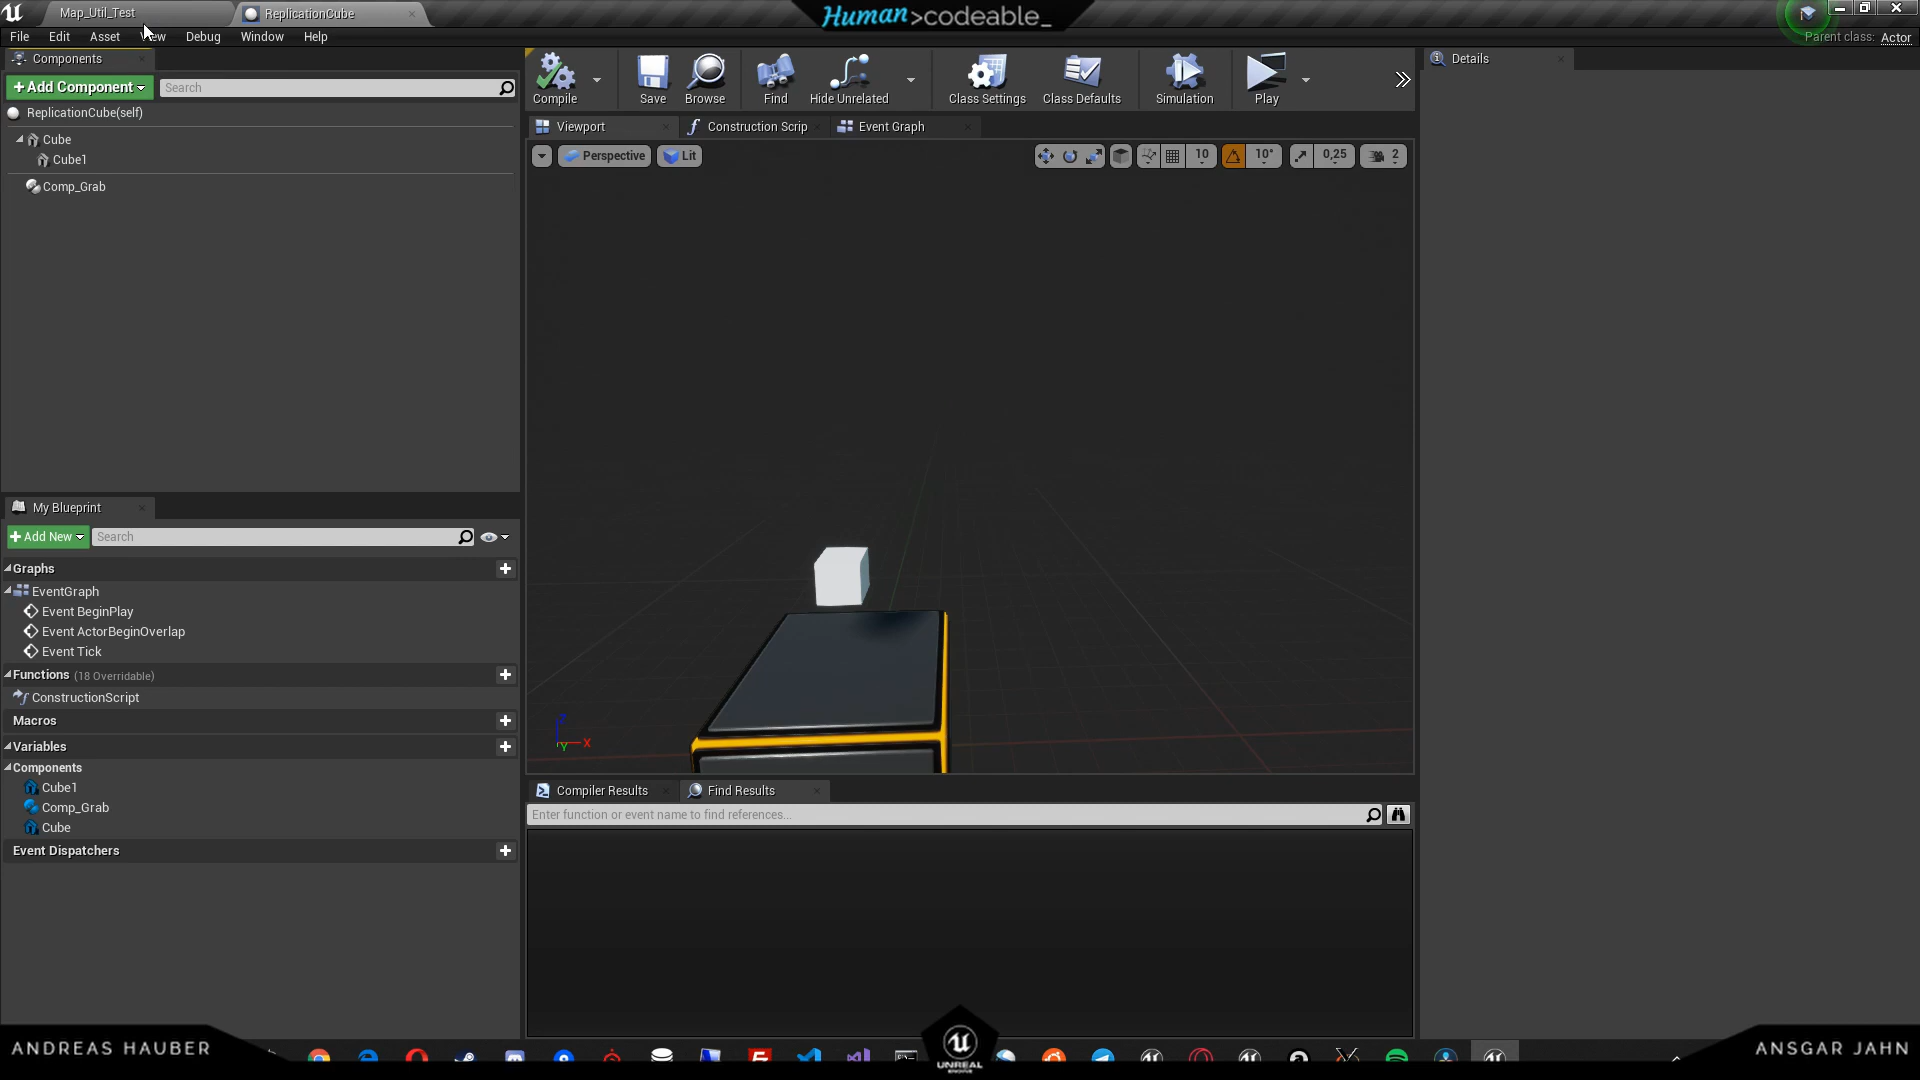 Map_Util_Test
ReplicationCube
Human>codeable_
File
Edit
Asset
View
Debug
Window
Help
Parent class: Actor
Components
+Add Component
Search
ReplicationCube(self)
Cube
Cube1
Comp_Grab
Compile
Save
Browse
Find
Hide Unrelated
Class Settings
Class Defaults
Simulation
Play
Details
Viewport
Construction Scrip
Event Graph
Perspective
Lit
10
10°
0,25
2
Z
X
Y
My Blueprint
+Add New
Search
Graphs
EventGraph
Event BeginPlay
Event ActorBeginOverlap
Event Tick
Functions (18 Overridable)
ConstructionScript
Macros
Variables
Components
Cube1
Comp_Grab
Cube
Event Dispatchers
Compiler Results
Find Results
Enter function or event name to find references...
ANDREAS HAUBER
UNREAL
ENGINE
ANSGAR JAHN